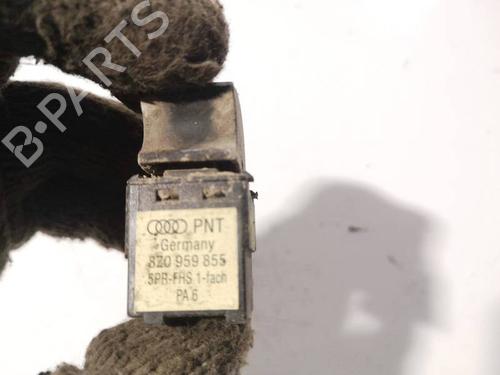 B-PARTS
PNT
Germany
8Z0 959 855
5PR-FHS 1-fach
PA 6